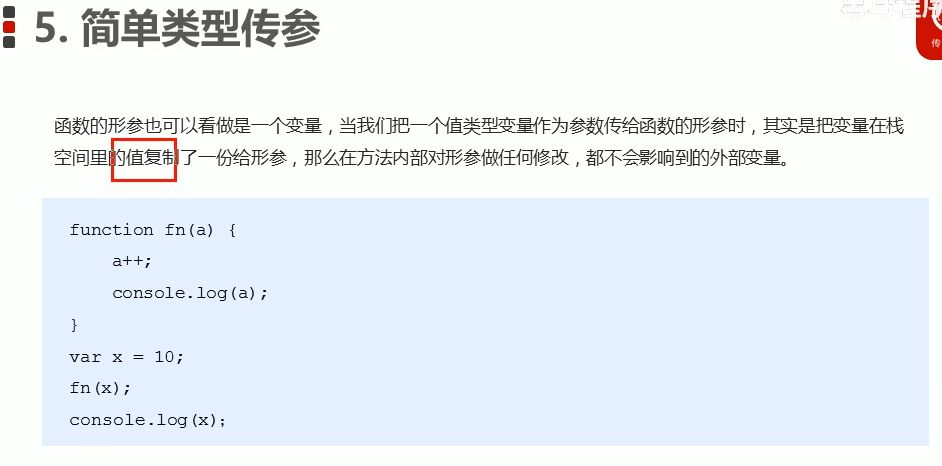 5. 简单类型传参
函数的形参也可以看做是一个变量，当我们把一个值类型变量作为参数传给函数的形参时，其实是把变量在栈
空间里的值复制了一份给形参，那么在方法内部对形参做任何修改，都不会影响到的外部变量。
function fn(a) {
    a++;
    console.log(a);
}
var x = 10;
fn(x);
console.log(x);
传